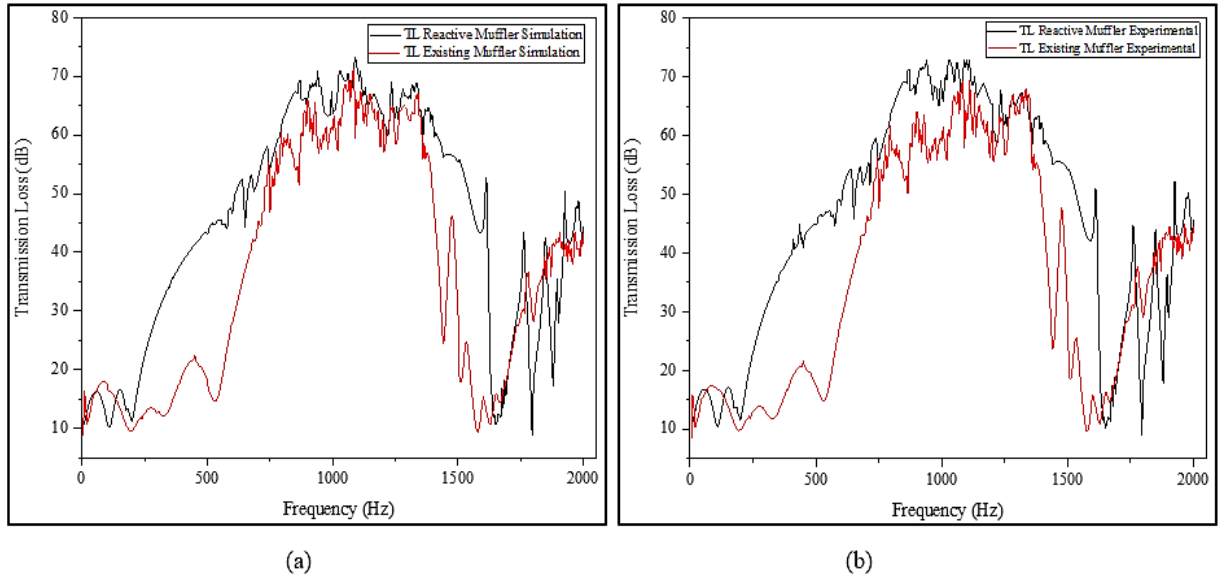 80
70
60
50
40
30
20
10
Transmission Loss (dB)
TL Reactive Muffler Simulation
TL Existing Muffler Simulation
0
500
1000
1500
2000
Frequency (Hz)
(a)
80
70
60
50
40
30
20
10
Transmission Loss (dB)
TL Reactive Muffler Experimental
TL Existing Muffler Experimental
0
500
1000
1500
2000
Frequency (Hz)
(b)